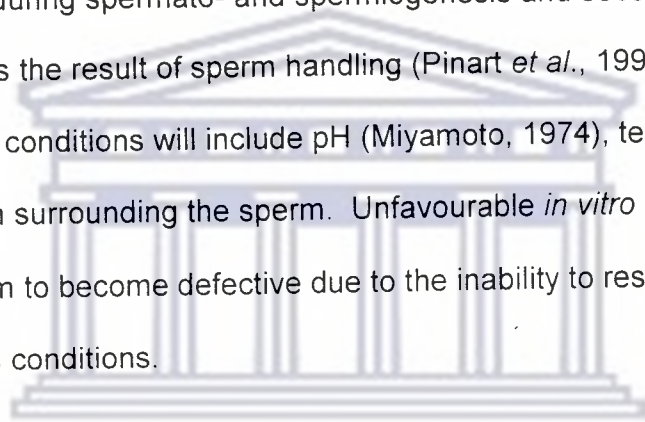 during spermato- and spermiogenesis and
s the result of sperm handling (Pinart et al., 199
conditions will include pH (Miyamoto, 1974), te
surrounding the sperm. Unfavourable in vitro
m to become defective due to the inability to res
conditions.